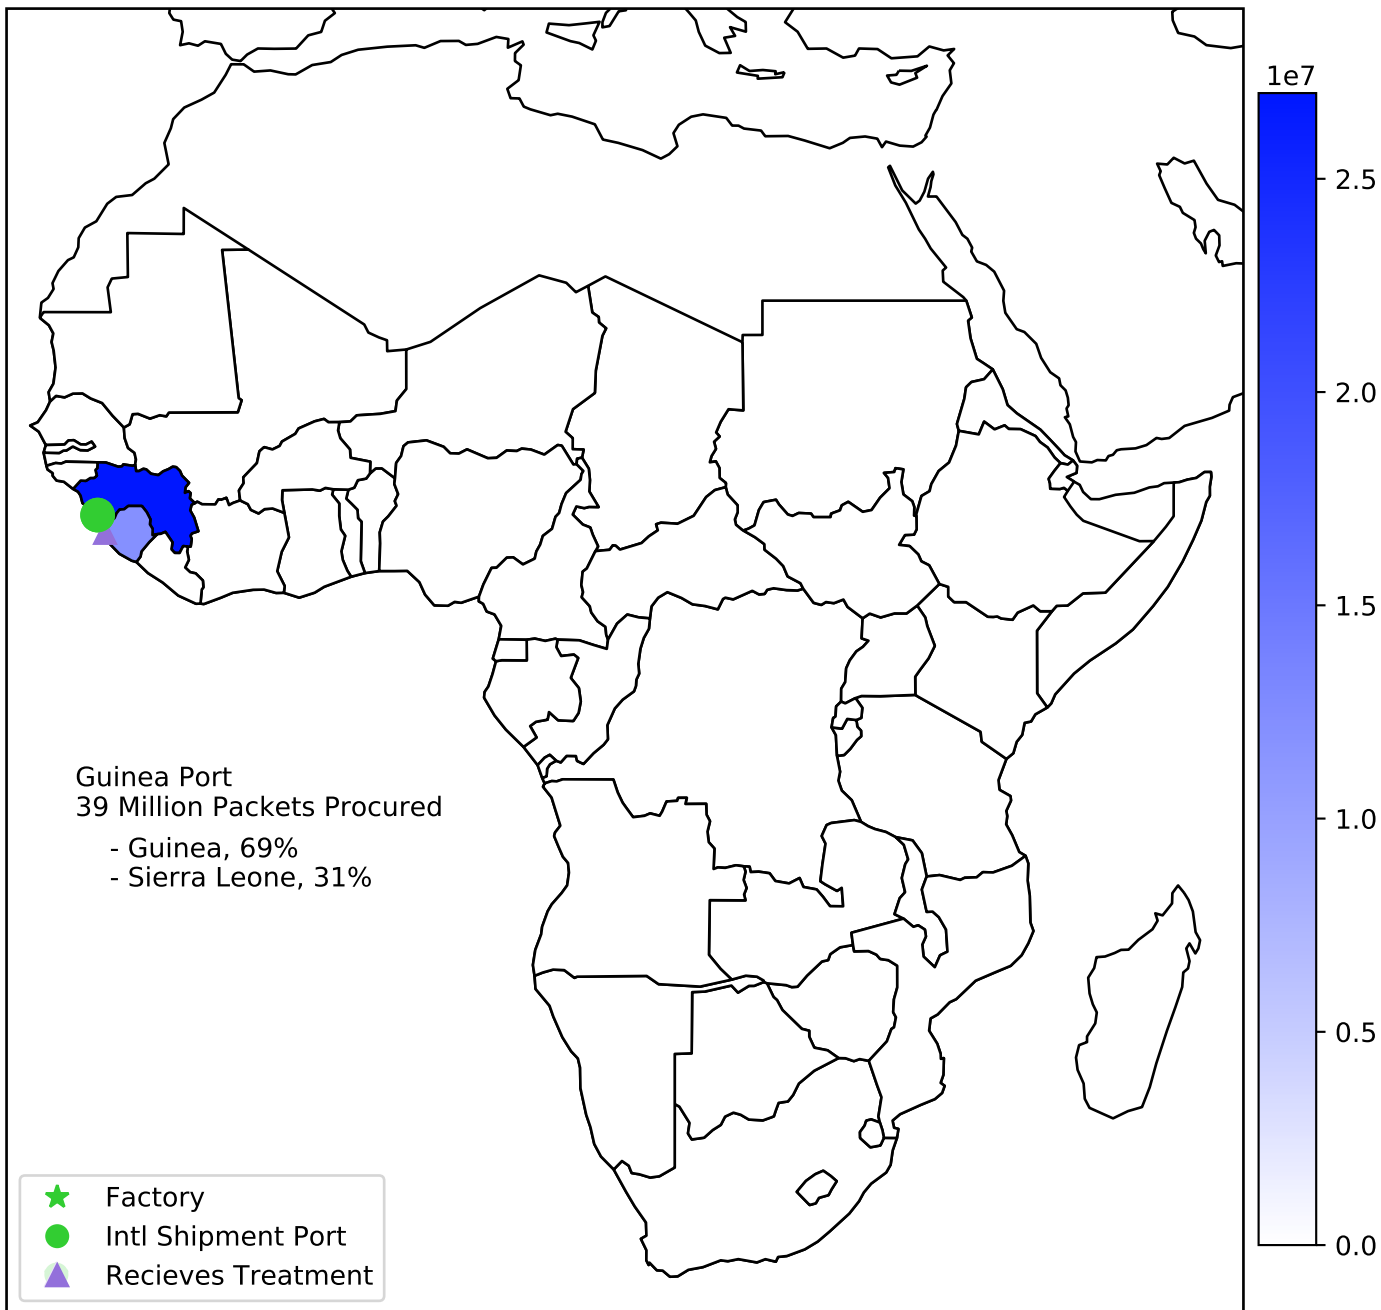 1e7
2.5
2.0
1.5
1.0
0.5
0.0
Guinea Port
39 Million Packets Procured
- Guinea, 69%
- Sierra Leone, 31%
Factory
Intl Shipment Port
Recieves Treatment